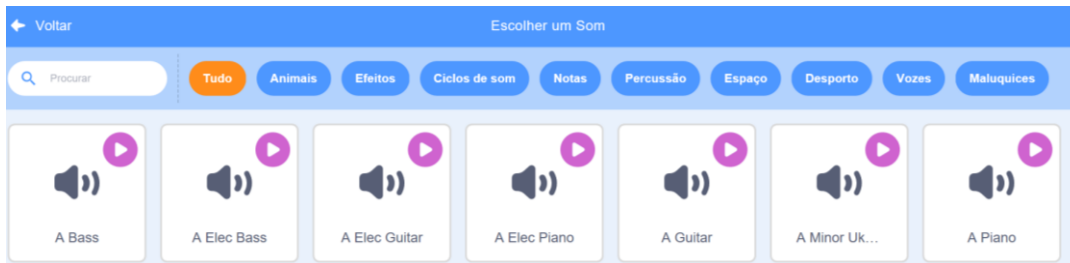 Voltar Escolher um Som
Procurar Tudo Animais Efeitos Ciclos de som Notas Percussão Espaço Desporto Vozes Maluquices
A Bass A Elec Bass A Elec Guitar A Elec Piano A Guitar A Minor Uk... A Piano